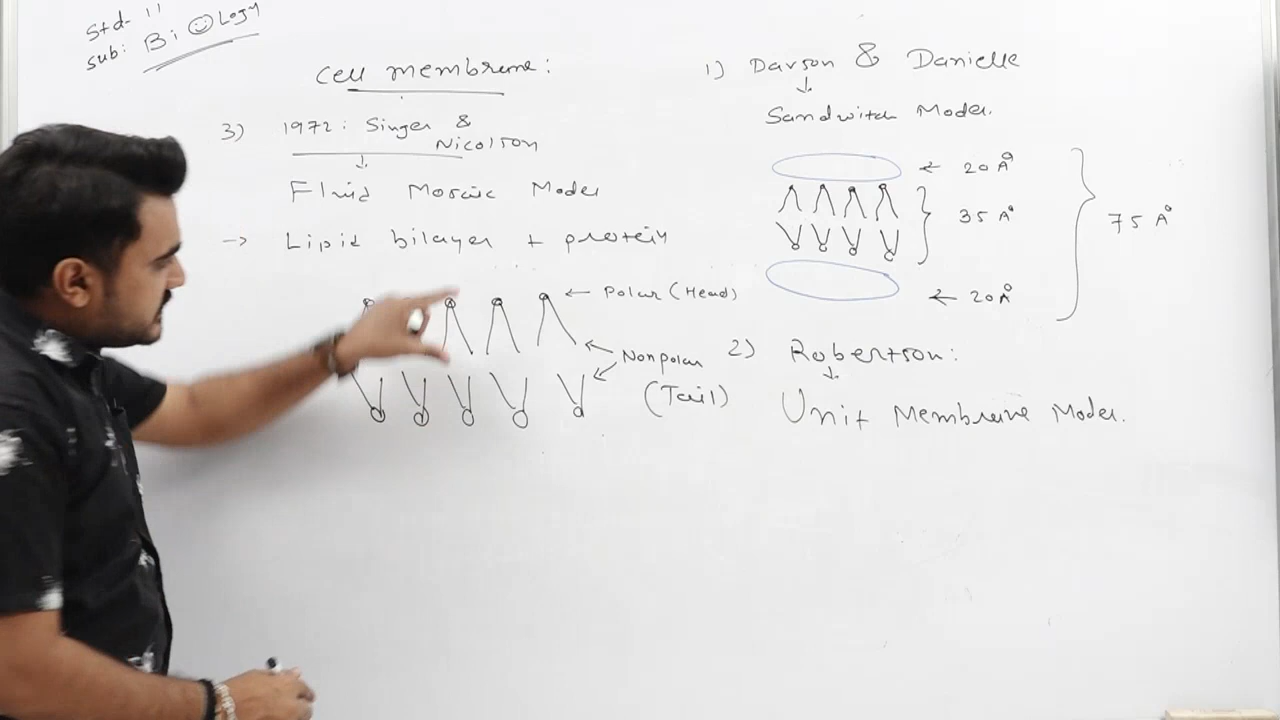 Std- 11
Sub: Biology
Cell membrane:
3) 1972: Singer &
Nicolson
Fluid Mosaic Model
→ Lipid bilayer + protein
← Polar (Head)
Nonpolar
(Tail)
1) Davson & Danielle
Sandwitch Model.
← 20 A°
35 A°
75 A°
← 20 A°
2) Robertson:
Unit Membrane Model.